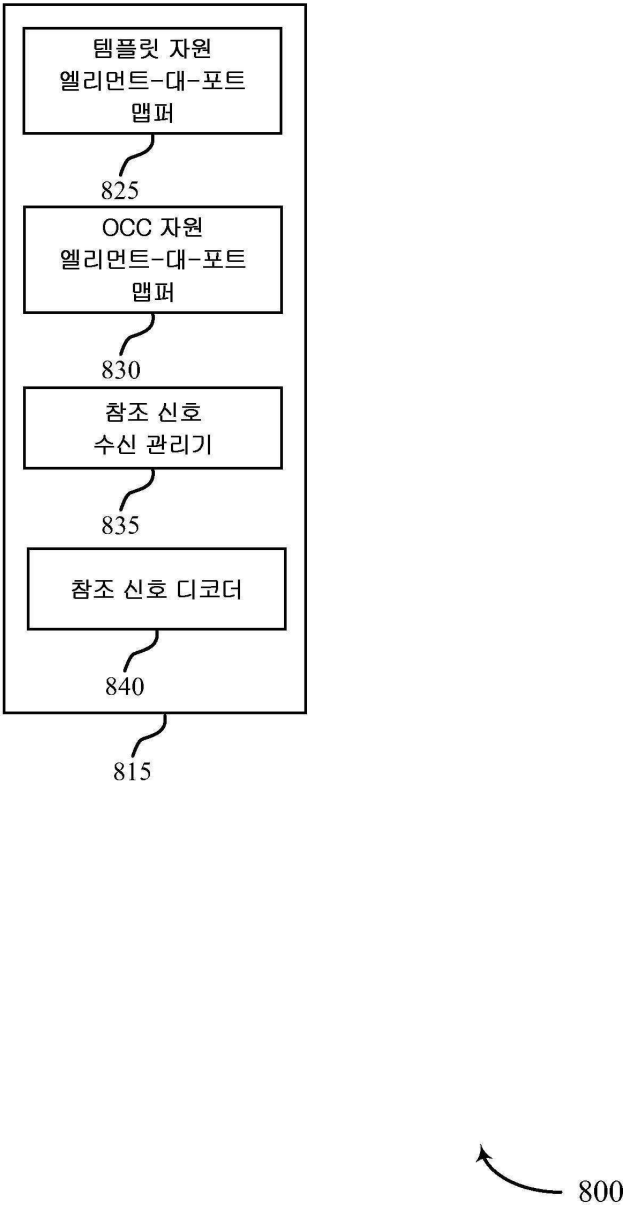 템플릿 자원
엘리먼트-대-포트
맵퍼
825
OCC 자원
엘리먼트-대-포트
맵퍼
830
참조 신호
수신 관리기
835
참조 신호 디코더
840
815
800